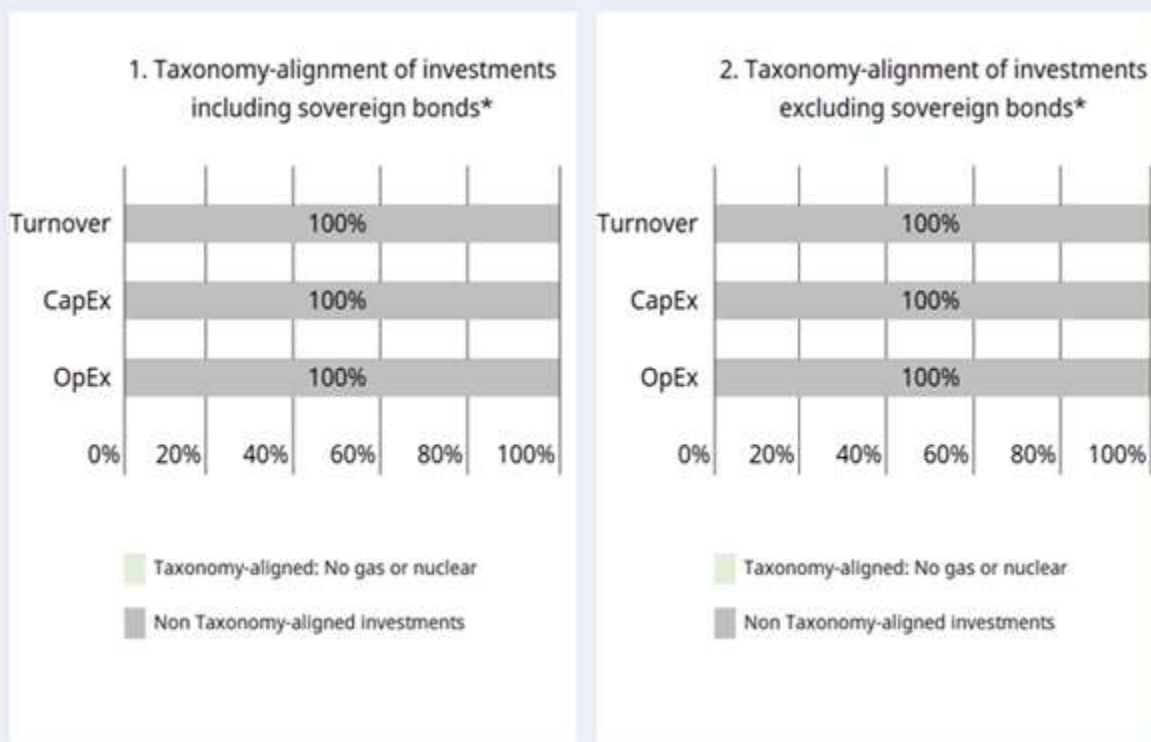 1. Taxonomy-alignment of investments
including sovereign bonds*
Turnover 100%
CapEx 100%
OpEx 100%
0% 20% 40% 60% 80% 100%
Taxonomy-aligned: No gas or nuclear
Non Taxonomy-aligned investments
2. Taxonomy-alignment of investments
excluding sovereign bonds*
Turnover 100%
CapEx 100%
OpEx 100%
0% 20% 40% 60% 80% 100%
Taxonomy-aligned: No gas or nuclear
Non Taxonomy-aligned investments